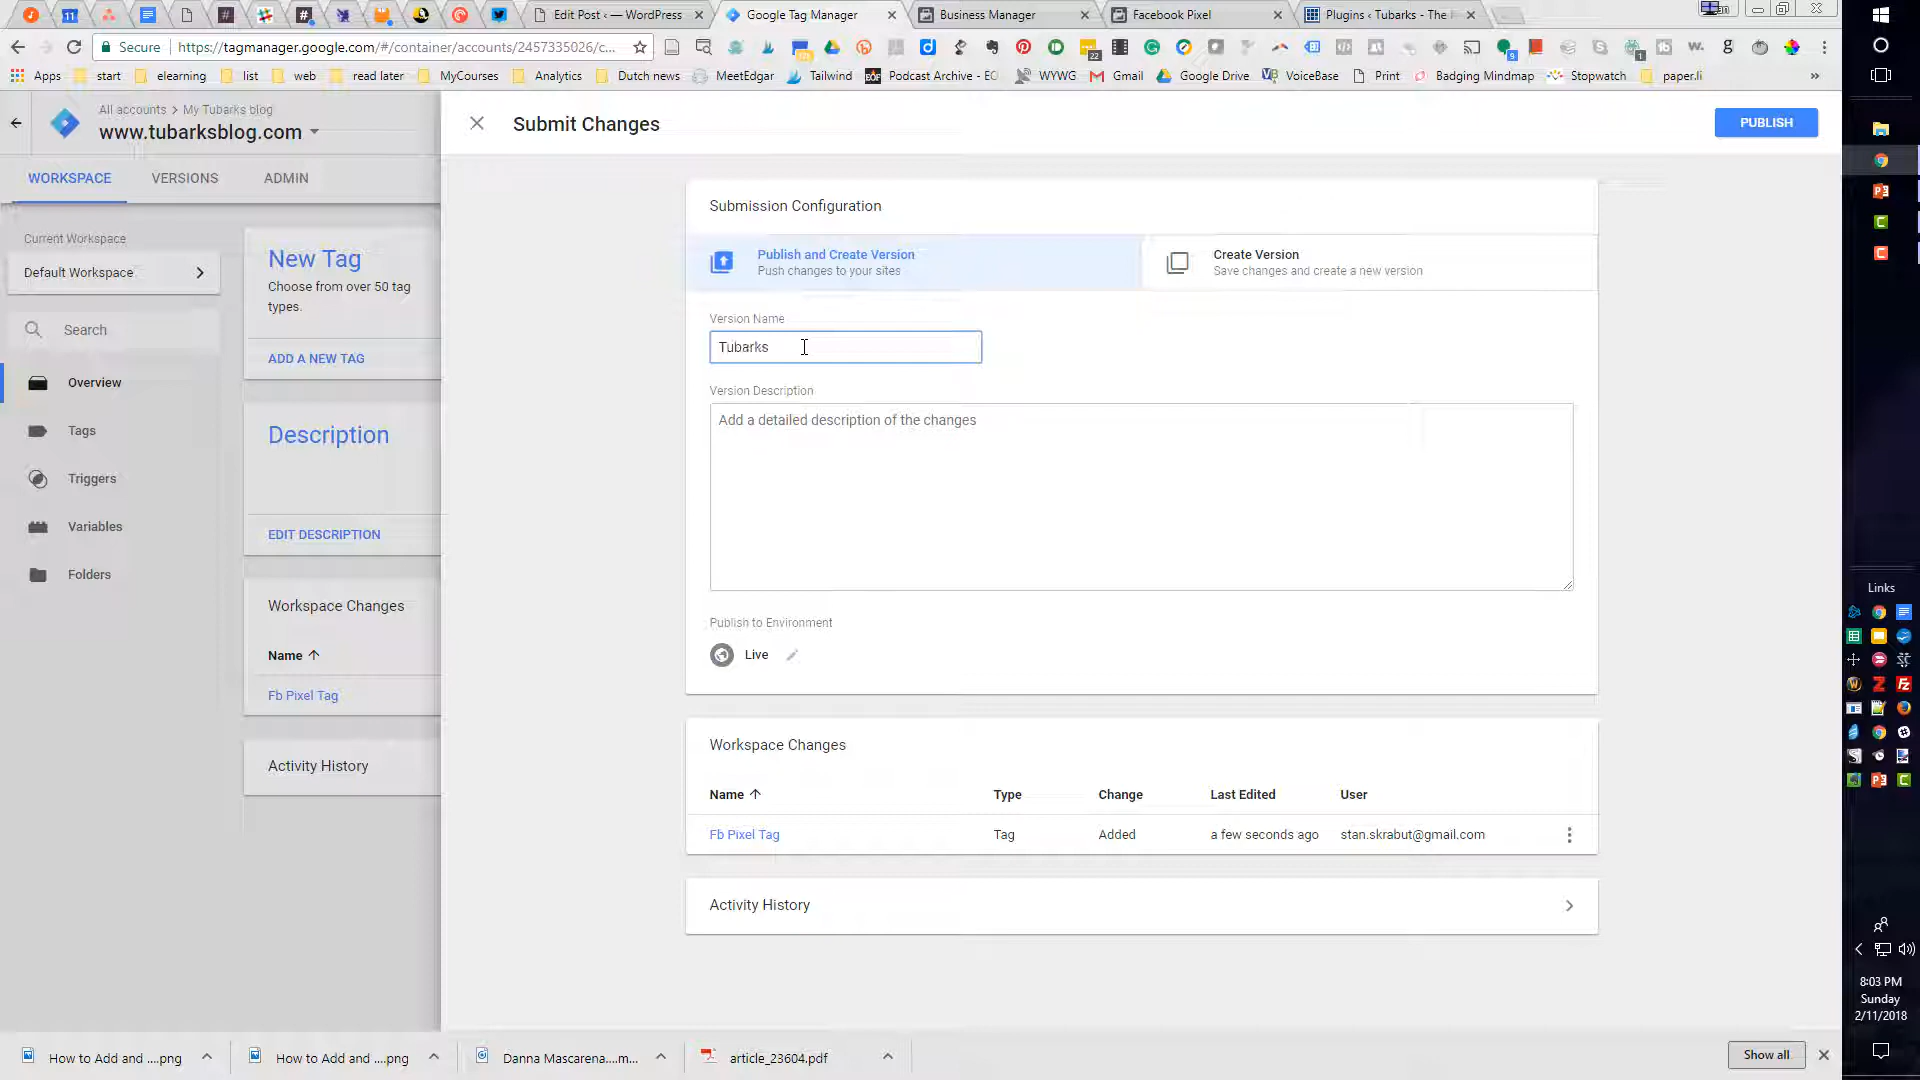 11
Edit Post ‹ — WordPress
Google Tag Manager
Business Manager
Facebook Pixel
Plugins ‹ Tubarks - The
Secure
https://tagmanager.google.com/#/container/accounts/2457335026/c...
Apps
start
elearning
list
web
read later
MyCourses
Analytics
Dutch news
MeetEdgar
Tailwind
Podcast Archive - EO
WYWG
Gmail
Google Drive
VoiceBase
Print
Badging Mindmap
Stopwatch
paper.li
»
All accounts > My Tubarks blog
www.tubarksblog.com
WORKSPACE
VERSIONS
ADMIN
Current Workspace
Default Workspace
Search
Overview
Tags
Triggers
Variables
Folders
New Tag
Choose from over 50 tag
types.
ADD A NEW TAG
Description
EDIT DESCRIPTION
Workspace Changes
Name
Fb Pixel Tag
Activity History
Submit Changes
PUBLISH
Submission Configuration
Publish and Create Version
Push changes to your sites
Create Version
Save changes and create a new version
Version Name
Tubarks
Version Description
Add a detailed description of the changes
Publish to Environment
Live
Workspace Changes
Name Type Change Last Edited User
Fb Pixel Tag Tag Added a few seconds ago stan.skrabut@gmail.com
Activity History
Links
8:03 PM
Sunday
2/11/2018
How to Add and ....png
How to Add and ....png
Danna Mascarena....m...
article_23604.pdf
Show all